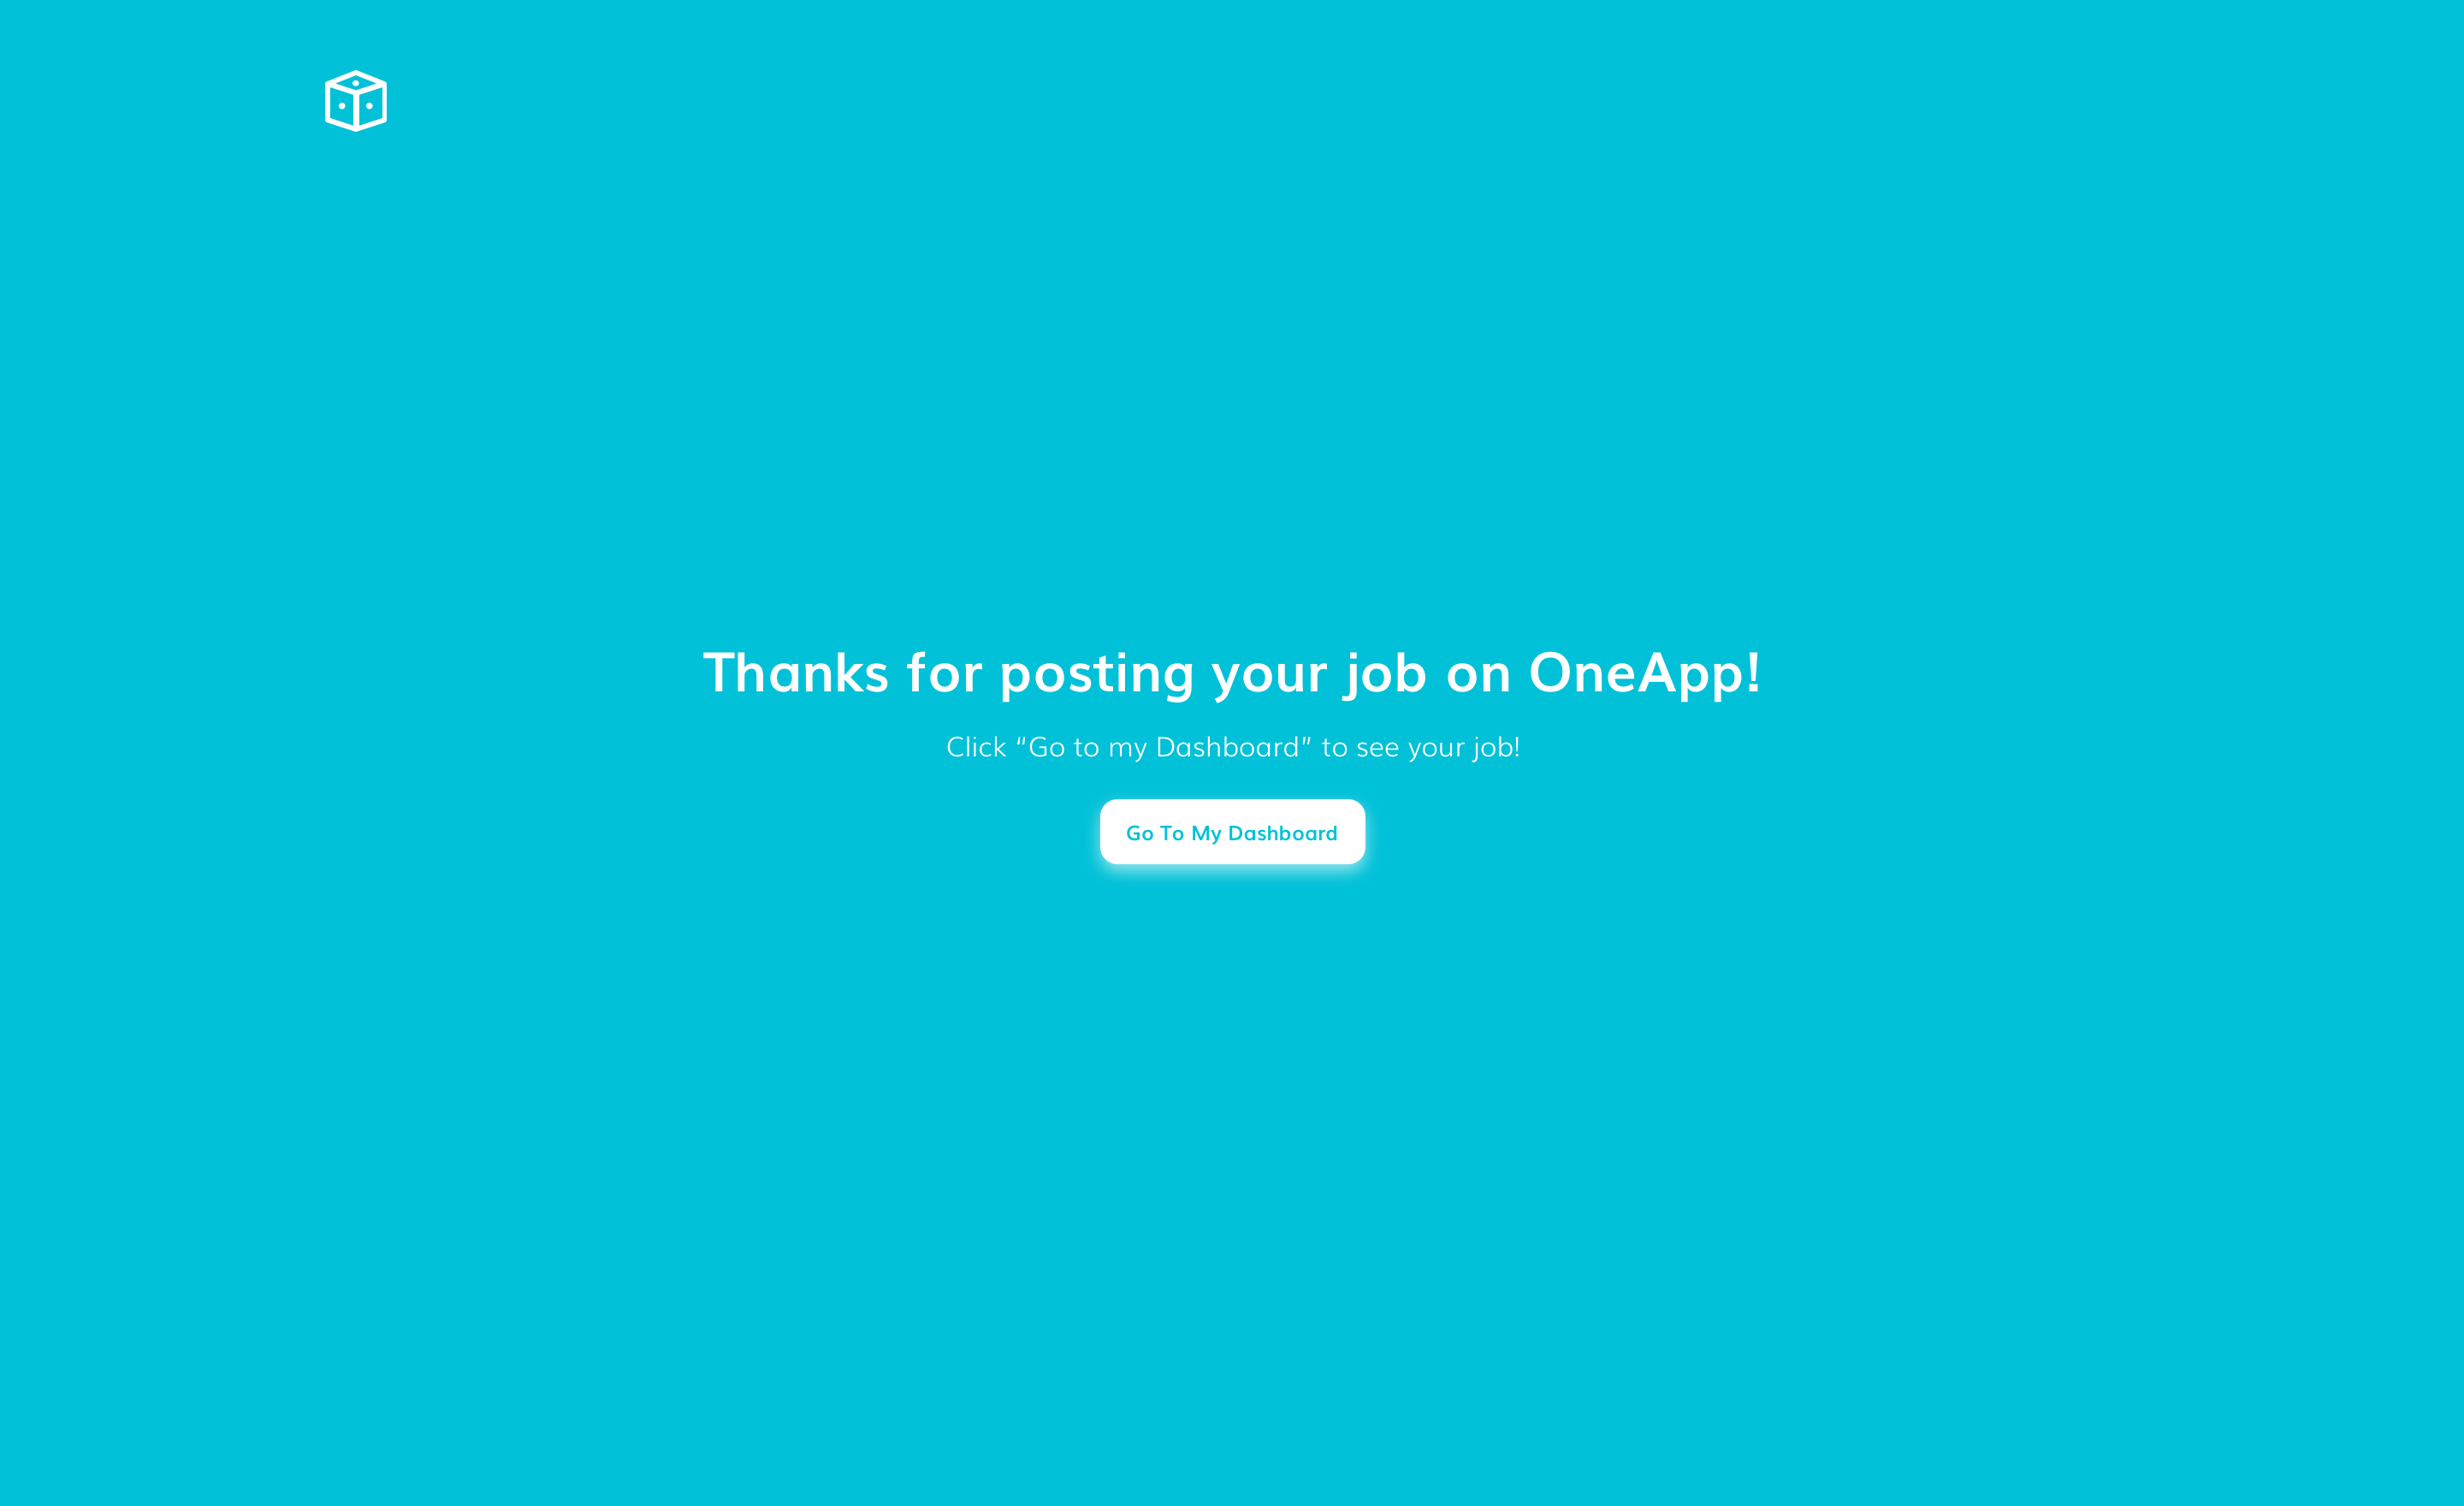 Thanks for posting your job on OneApp!
Click “Go to my Dashboard” to see your job!
Go To My Dashboard